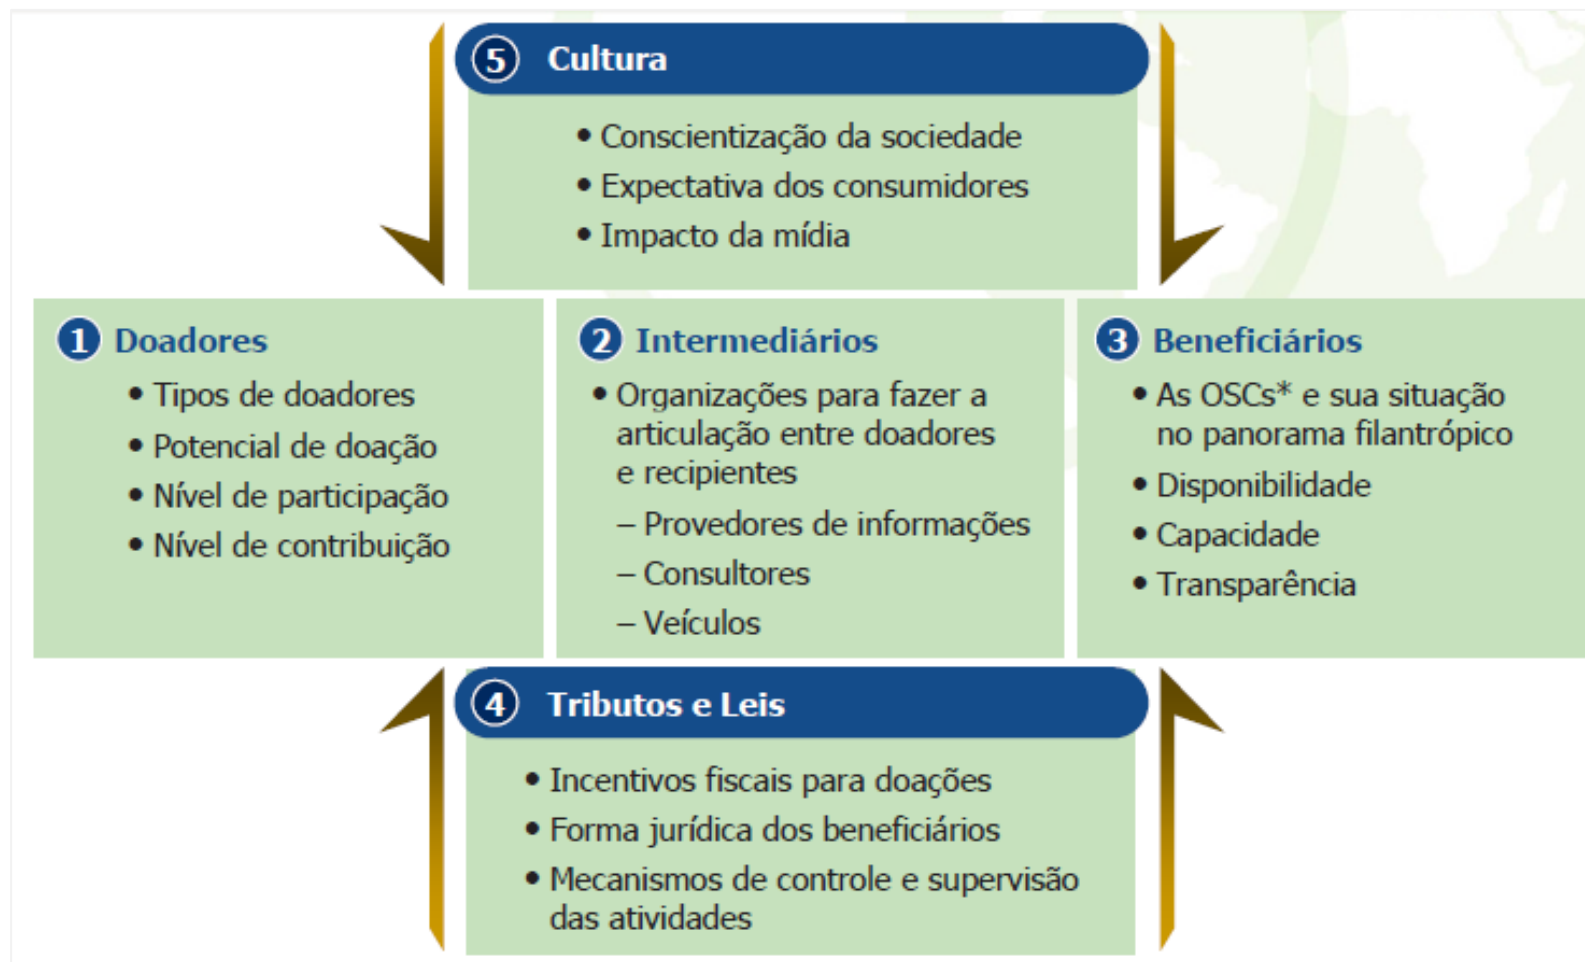 5 Cultura
• Conscientização da sociedade
• Expectativa dos consumidores
• Impacto da mídia
1 Doadores
• Tipos de doadores
• Potencial de doação
• Nível de participação
• Nível de contribuição
2 Intermediários
• Organizações para fazer a
articulação entre doadores
e recipientes
– Provedores de informações
– Consultores
– Veículos
3 Beneficiários
• As OSCs* e sua situação
no panorama filantrópico
• Disponibilidade
• Capacidade
• Transparência
4 Tributos e Leis
• Incentivos fiscais para doações
• Forma jurídica dos beneficiários
• Mecanismos de controle e supervisão
das atividades